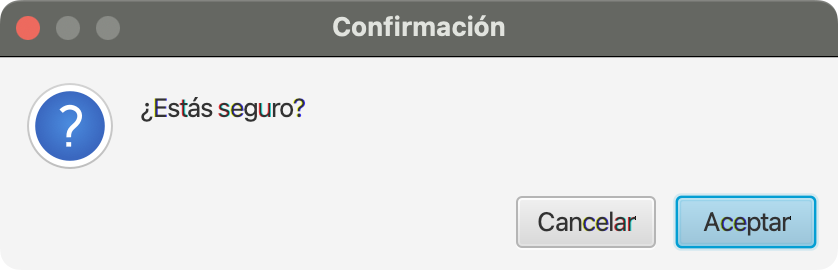 Confirmación
¿Estás seguro?
Cancelar
Aceptar